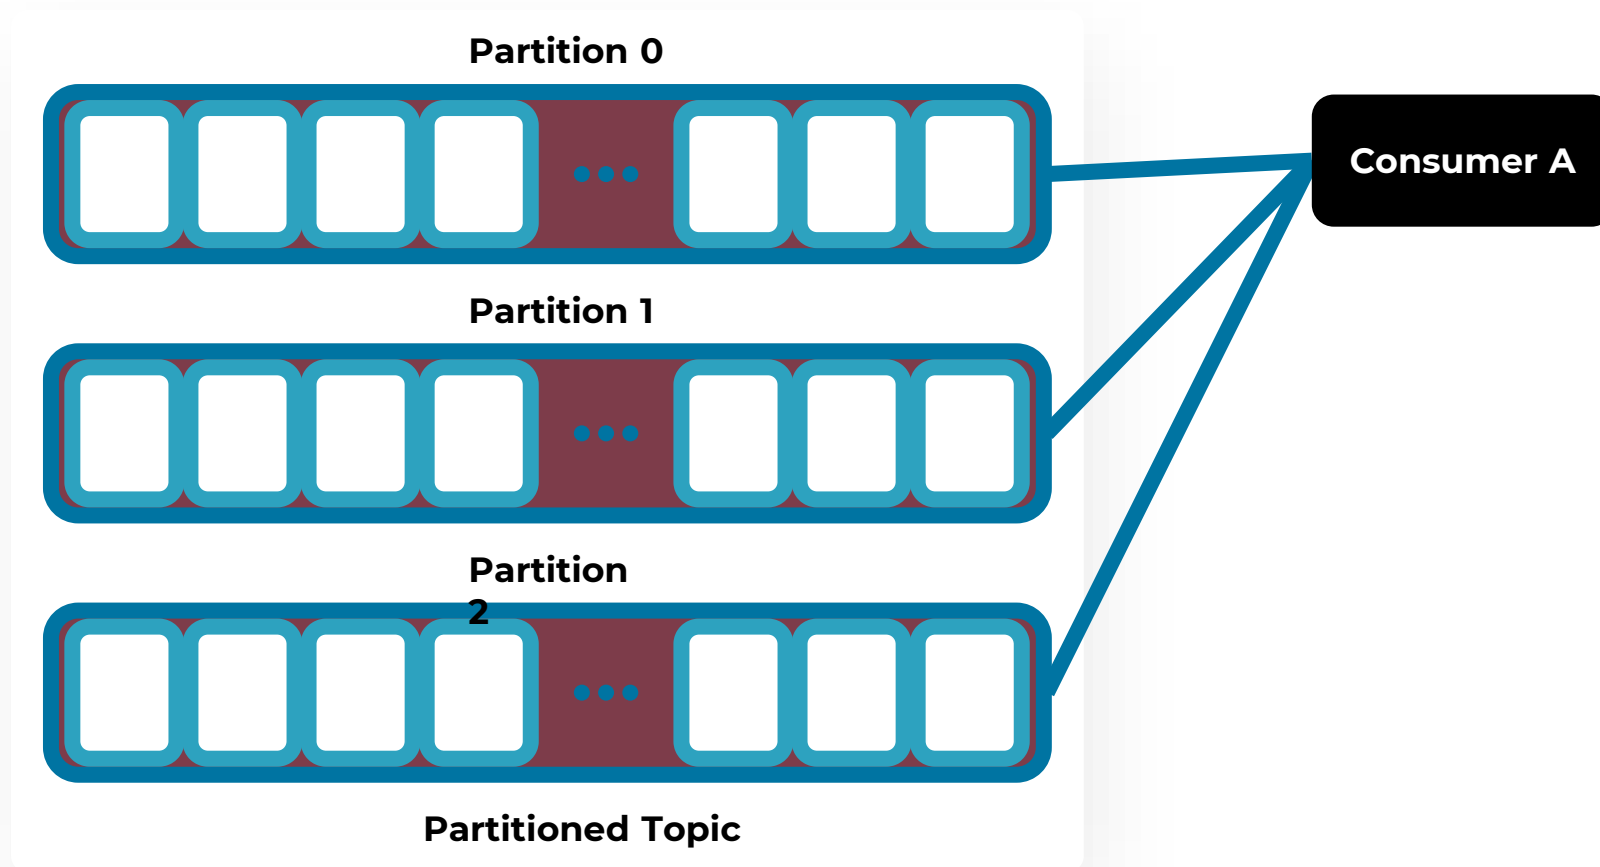 Partition 0
Consumer A
Partition 1
Partition
2
Partitioned Topic